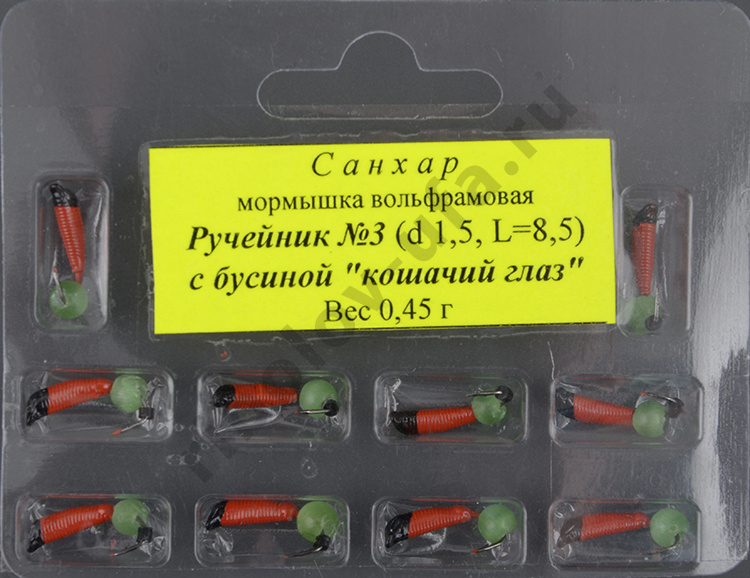 Санхар
мормышка вольфрамовая
Ручейник №3 (d 1,5, L=8,5)
с бусиной "кошачий глаз"
Вес 0,45 г